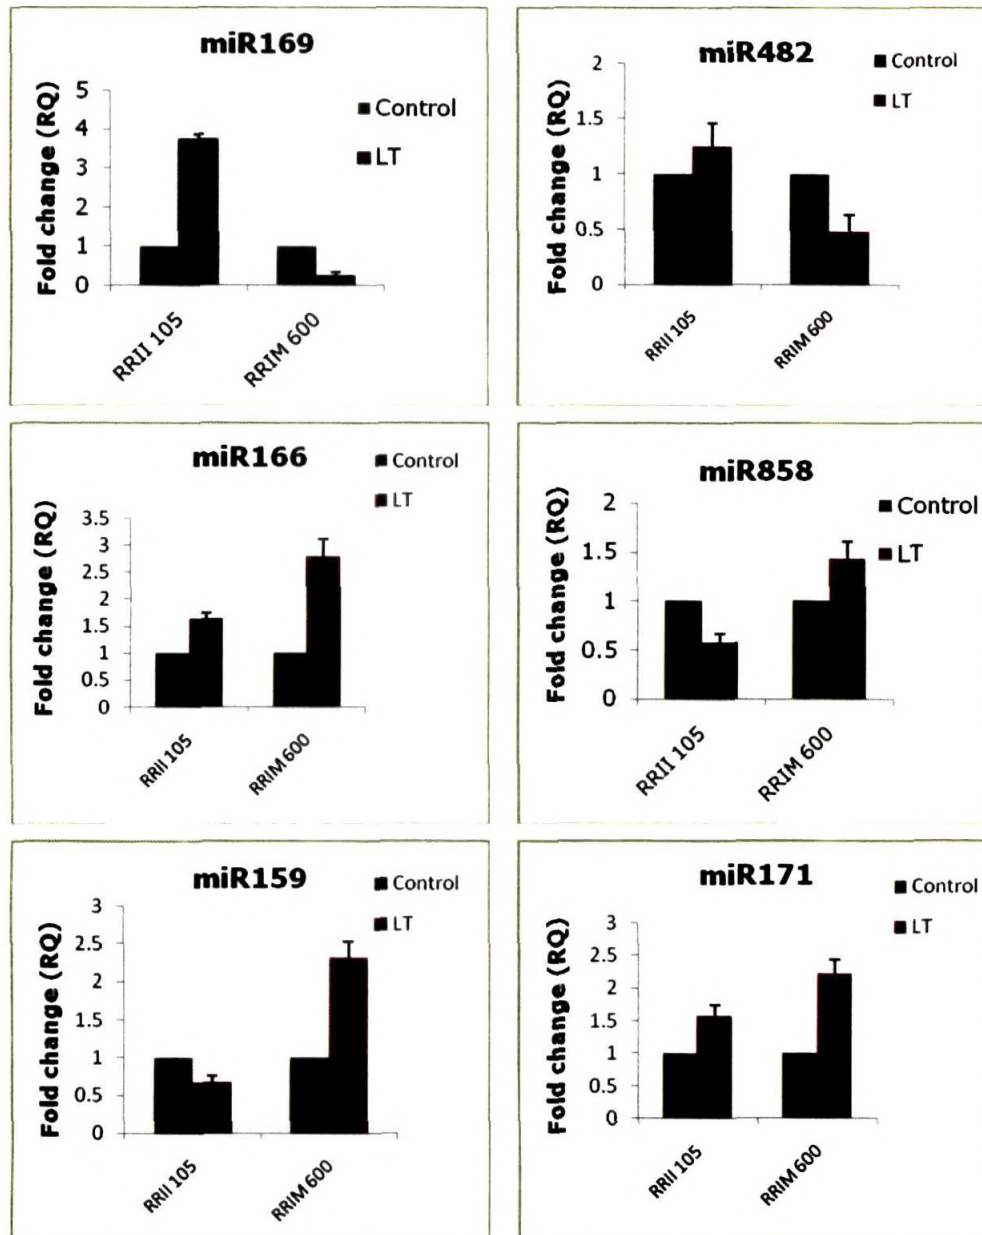 miR169
Fold change (RQ)
5
4
3
2
1
0
Control
LT
RRII 105
RRIM 600
miR482
Fold change (RQ)
2
1.5
1
0.5
0
Control
LT
RRII 105
RRIM 600
miR166
Fold change (RQ)
3.5
3
2.5
2
1.5
1
0.5
0
Control
LT
RRII 105
RRIM 600
miR858
Fold change (RQ)
2
1.5
1
0.5
0
Control
LT
RRII 105
RRIM 600
miR159
Fold change (RQ)
3
2.5
2
1.5
1
0.5
0
Control
LT
RRII 105
RRIM 600
miR171
Fold change (RQ)
3
2.5
2
1.5
1
0.5
0
Control
LT
RRII 105
RRIM 600